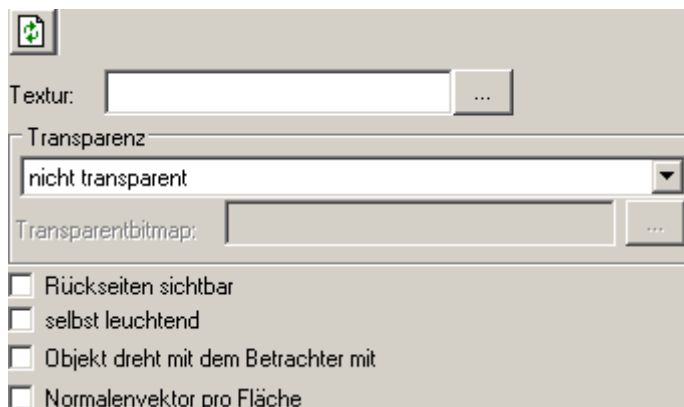 Textur:
...
Transparenz
nicht transparent
Transparentbitmap:
...
Rückseiten sichtbar
selbst leuchtend
Objekt dreht mit dem Betrachter mit
Normalenvektor pro Fläche